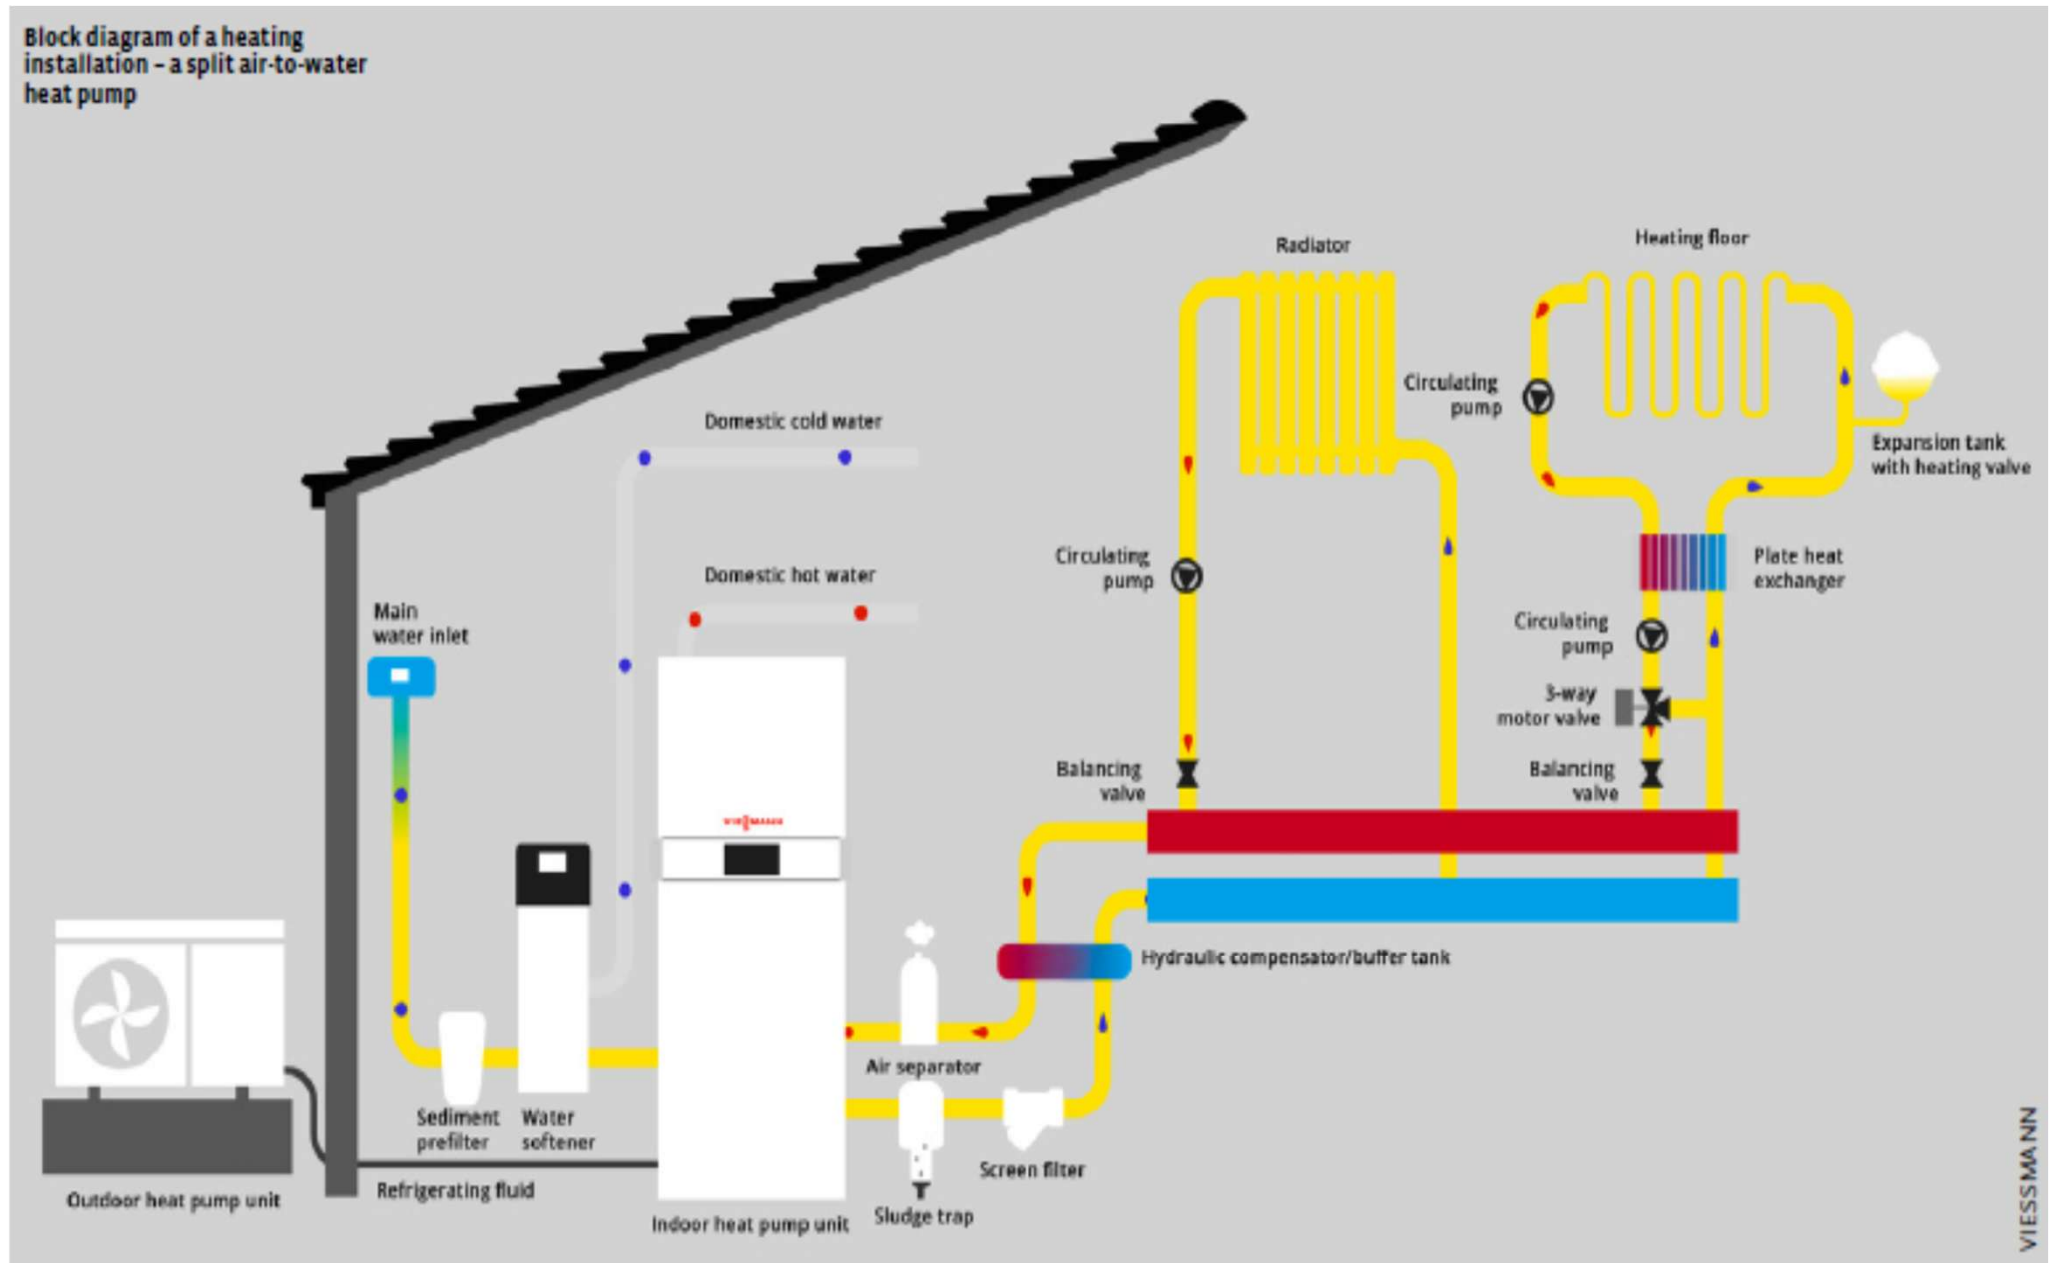 Block diagram of a heating
installation – a split air-to-water
heat pump
Radiator
Heating floor
Circulating
pump
Expansion tank
with heating valve
Domestic cold water
Domestic hot water
Circulating
pump
Plate heat
exchanger
Main
water inlet
Circulating
pump
3-way
motor valve
Balancing
valve
Balancing
valve
VIESMANN
Hydraulic compensator/buffer tank
Air separator
Sediment
prefilter
Water
softener
Screen filter
Refrigerating fluid
Outdoor heat pump unit
Indoor heat pump unit
Sludge trap
VIESSMANN